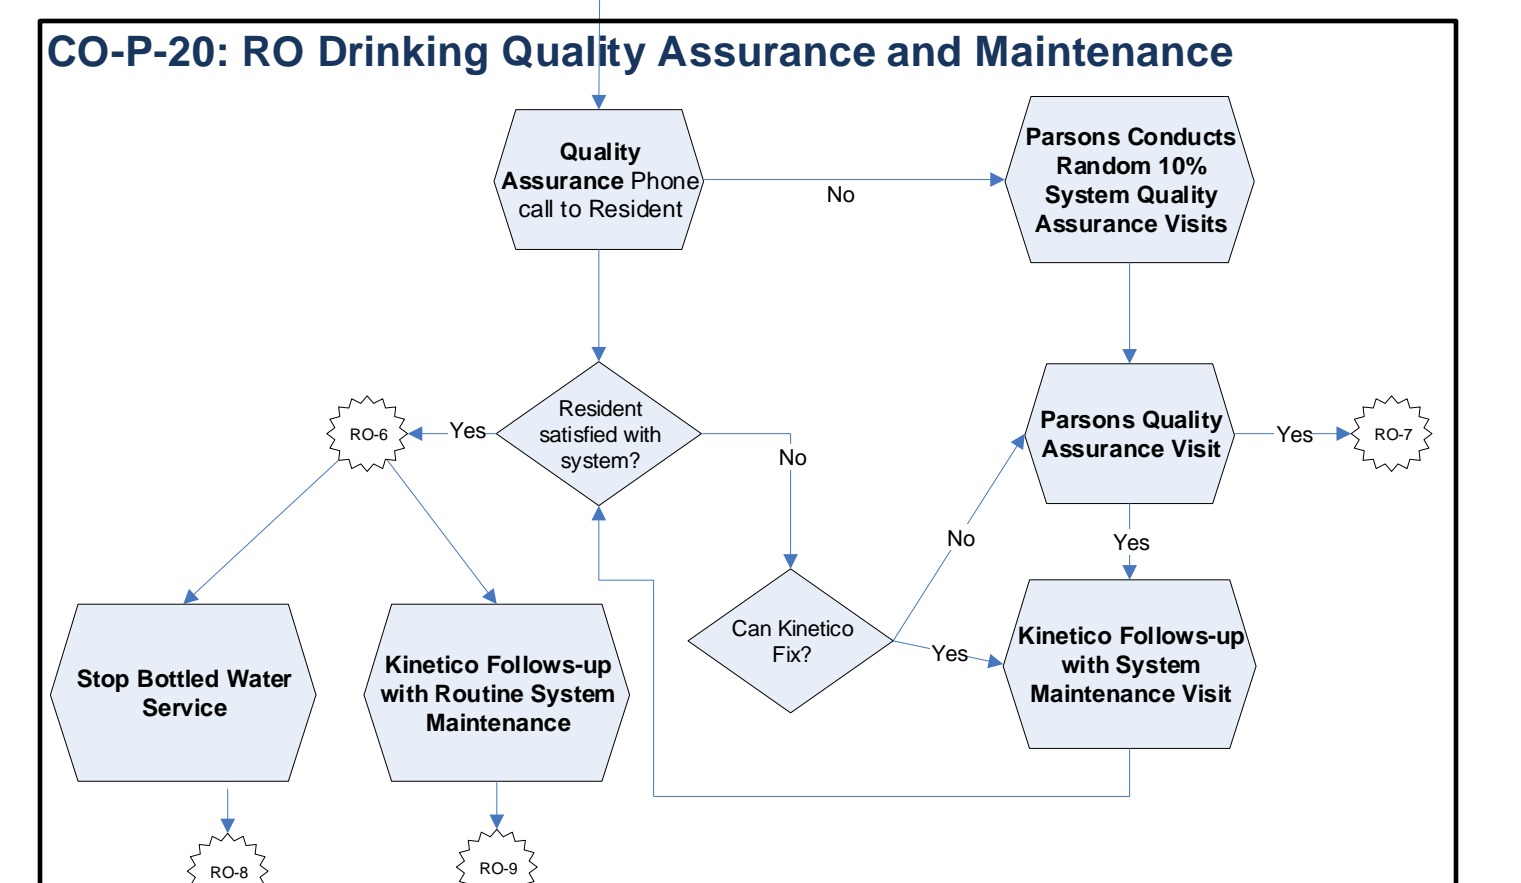 CO-P-20: RO Drinking Quality Assurance and Maintenance
Quality
Assurance Phone
call to Resident
No
Parsons Conducts
Random 10%
System Quality
Assurance Visits
RO-6
Yes
Resident
satisfied with
system?
No
Parsons Quality
Assurance Visit
Yes
RO-7
No
Yes
Can Kinetico
Fix?
Yes
Kinetico Follows-up
with System
Maintenance Visit
Stop Bottled Water
Service
Kinetico Follows-up
with Routine System
Maintenance
RO-8
RO-9